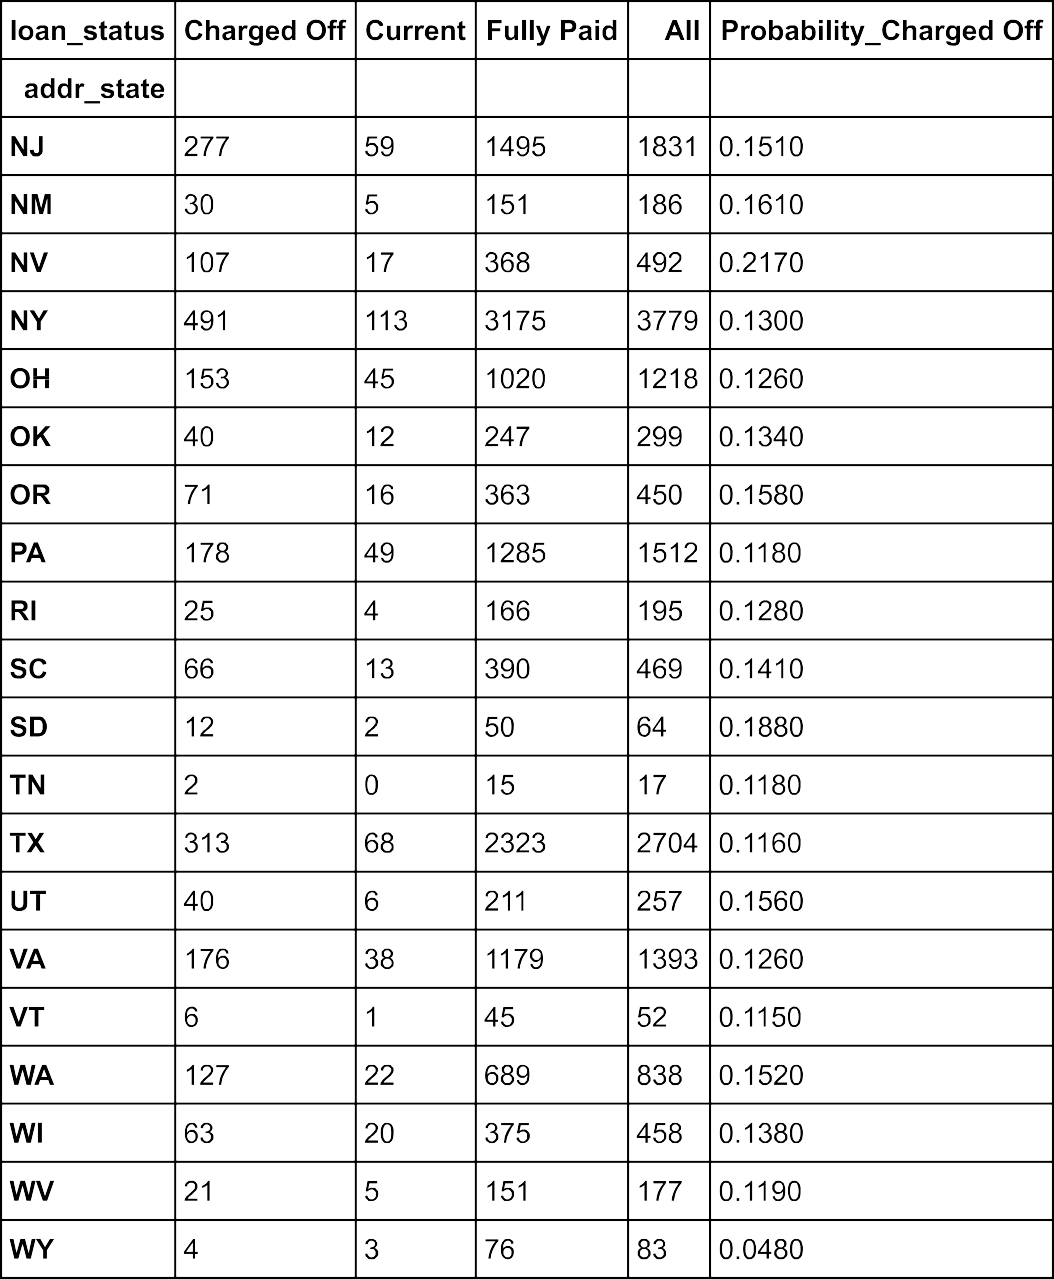 loan_status Charged Off Current Fully Paid All Probability_Charged Off
addr_state
NJ 277 59 1495 1831 0.1510
NM 30 5 151 186 0.1610
NV 107 17 368 492 0.2170
NY 491 113 3175 3779 0.1300
OH 153 45 1020 1218 0.1260
OK 40 12 247 299 0.1340
OR 71 16 363 450 0.1580
PA 178 49 1285 1512 0.1180
RI 25 4 166 195 0.1280
SC 66 13 390 469 0.1410
SD 12 2 50 64 0.1880
TN 2 0 15 17 0.1180
TX 313 68 2323 2704 0.1160
UT 40 6 211 257 0.1560
VA 176 38 1179 1393 0.1260
VT 6 1 45 52 0.1150
WA 127 22 689 838 0.1520
WI 63 20 375 458 0.1380
WV 21 5 151 177 0.1190
WY 4 3 76 83 0.0480